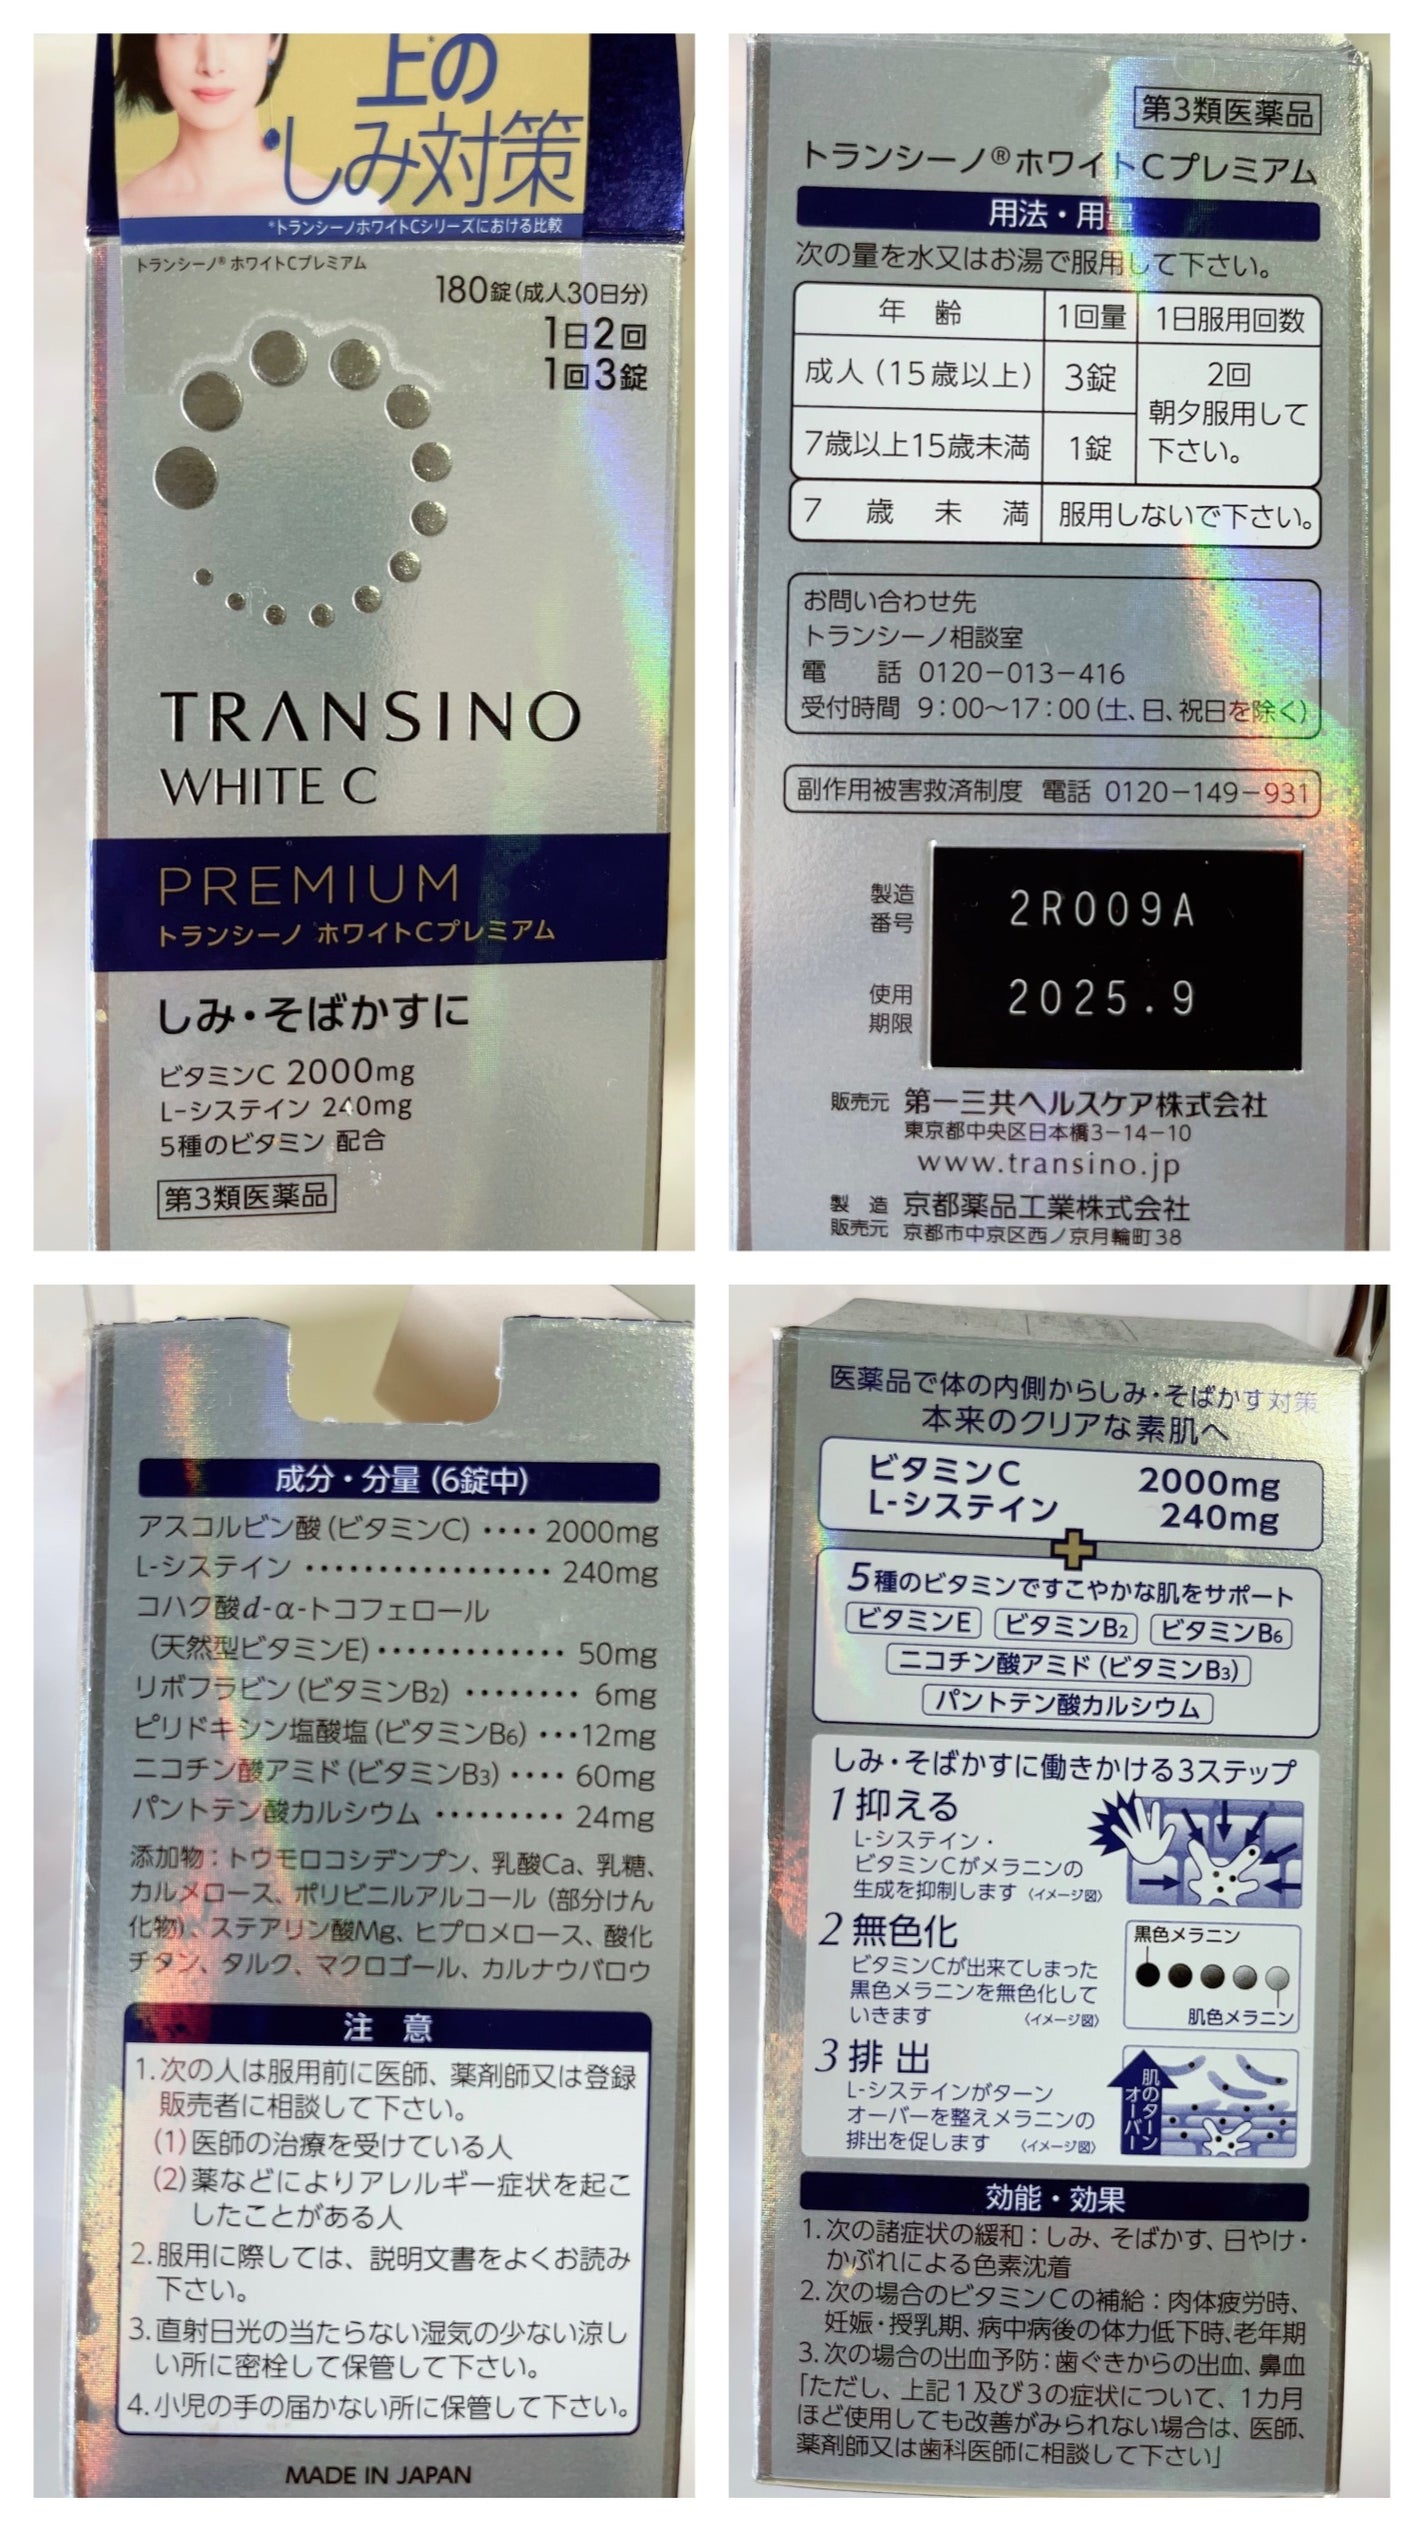 上*の
しみ対策
*トランシーノホワイトCシリーズにおける比較
トランシーノ® ホワイトCプレミアム
180錠(成人30日分)
1日2回
1回3錠
TRANSINO
WHITE C
PREMIUM
トランシーノ ホワイトCプレミアム
しみ・そばかすに
ビタミンC 2000mg
L-システイン 240mg
5種のビタミン 配合
第3類医薬品
第3類医薬品
トランシーノ®ホワイトCプレミアム
用法・用量
次の量を水又はお湯で服用して下さい。
年齢 1回量 1日服用回数
成人(15歳以上) 3錠 2回
朝夕服用して
7歳以上15歳未満 1錠 下さい。
7歳未満 服用しないで下さい。
お問い合わせ先
トランシーノ相談室
電話 0120-013-416
受付時間 9:00〜17:00(土、日、祝日を除く)
副作用被害救済制度 電話 0120-149-931
製造
番号 2R009A
使用
期限 2025.9
販売元 第一三共ヘルスケア株式会社
東京都中央区日本橋3-14-10
www.transino.jp
製造
販売元 京都薬品工業株式会社
京都市中京区西ノ京月輪町38
成分・分量 (6錠中)
アスコルビン酸(ビタミンC)‥‥2000mg
L-システイン ‥‥‥‥‥‥‥‥ 240mg
コハク酸d-α-トコフェロール
(天然型ビタミンE)‥‥‥‥‥‥ 50mg
リボフラビン(ビタミンB2)‥‥‥‥ 6mg
ピリドキシン塩酸塩(ビタミンB6)…12mg
ニコチン酸アミド(ビタミンB3)‥‥ 60mg
パントテン酸カルシウム ‥‥‥‥ 24mg
添加物:トウモロコシデンプン、乳酸Ca、乳糖、
カルメロース、ポリビニルアルコール(部分けん
化物)、ステアリン酸Mg、ヒプロメロース、酸化
チタン、タルク、マクロゴール、カルナウバロウ
注意
1.次の人は服用前に医師、薬剤師又は登録
販売者に相談して下さい。
(1)医師の治療を受けている人
(2)薬などによりアレルギー症状を起こ
したことがある人
2.服用に際しては、説明文書をよくお読み
下さい。
3.直射日光の当たらない湿気の少ない涼し
い所に密栓して保管して下さい。
4.小児の手の届かない所に保管して下さい。
MADE IN JAPAN
医薬品で体の内側からしみ・そばかす対策
本来のクリアな素肌へ
ビタミンC 2000mg
L-システイン 240mg
5種のビタミンですこやかな肌をサポート
ビタミンE ビタミンB2 ビタミンB6
ニコチン酸アミド(ビタミンB3)
パントテン酸カルシウム
しみ・そばかすに働きかける3ステップ
1 抑える
L-システイン・
ビタミンCがメラニンの
生成を抑制します 〈イメージ図〉
2 無色化
ビタミンCが出来てしまった
黒色メラニンを無色化して
いきます 〈イメージ図〉
黒色メラニン
肌色メラニン
3 排出
L-システインがターン
オーバーを整えメラニンの
排出を促します 〈イメージ図〉
肌のターン
オーバー
効能・効果
1.次の諸症状の緩和:しみ、そばかす、日やけ・
かぶれによる色素沈着
2.次の場合のビタミンCの補給:肉体疲労時、
妊娠・授乳期、病中病後の体力低下時、老年期
3.次の場合の出血予防:歯ぐきからの出血、鼻血
「ただし、上記1及び3の症状について、1カ月
ほど使用しても改善がみられない場合は、医師、
薬剤師又は歯科医師に相談して下さい」